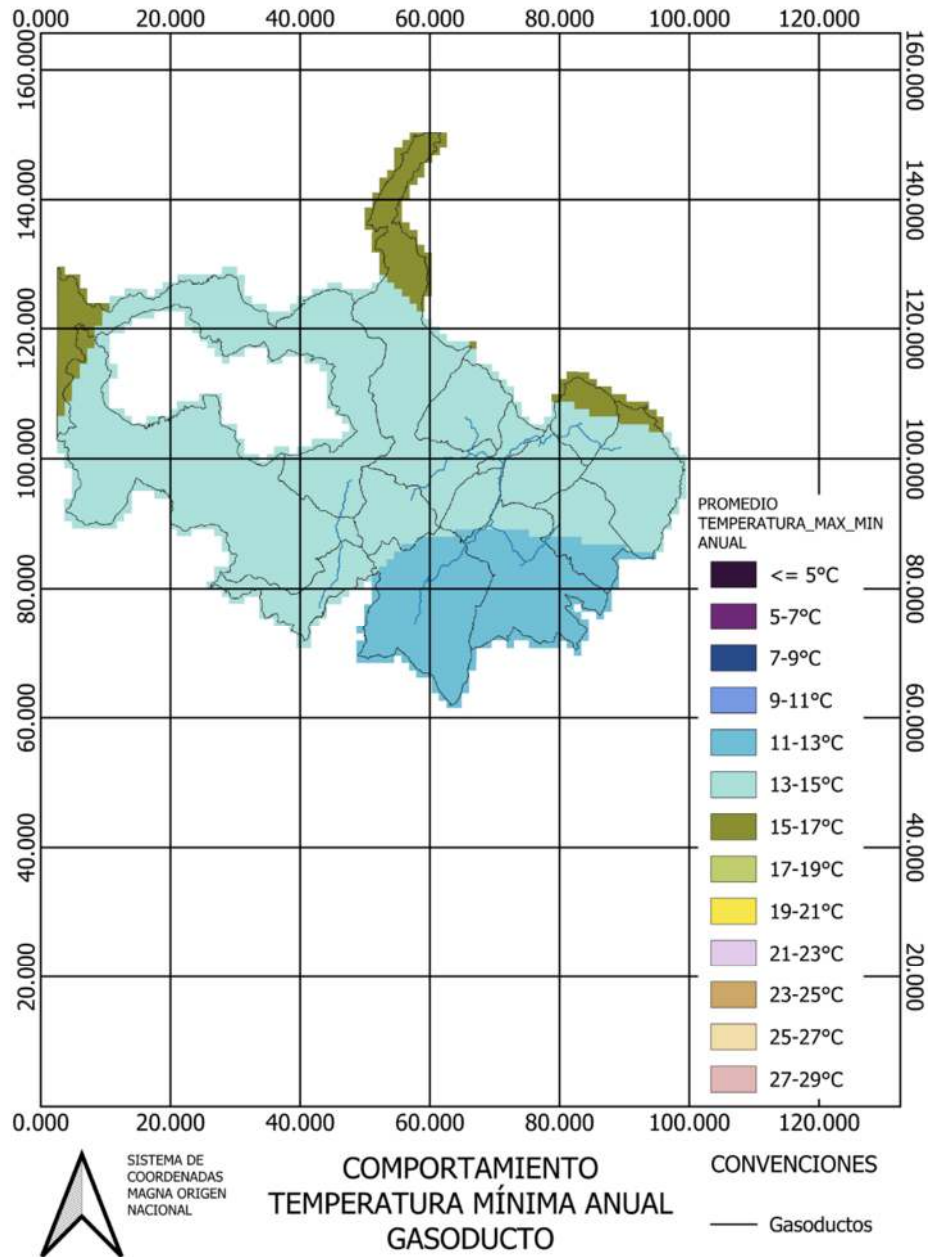 0.000 20.000 40.000 60.000 80.000 100.000 120.000
160.000 160.000
140.000 140.000
120.000 120.000
100.000 100.000
80.000 80.000
60.000 60.000
40.000 40.000
20.000 20.000
PROMEDIO
TEMPERATURA_MAX_MIN
ANUAL
<= 5°C
5-7°C
7-9°C
9-11°C
11-13°C
13-15°C
15-17°C
17-19°C
19-21°C
21-23°C
23-25°C
25-27°C
27-29°C
0.000 20.000 40.000 60.000 80.000 100.000 120.000
SISTEMA DE
COORDENADAS
MAGNA ORIGEN
NACIONAL
COMPORTAMIENTO
TEMPERATURA MÍNIMA ANUAL
GASODUCTO
CONVENCIONES
Gasoductos